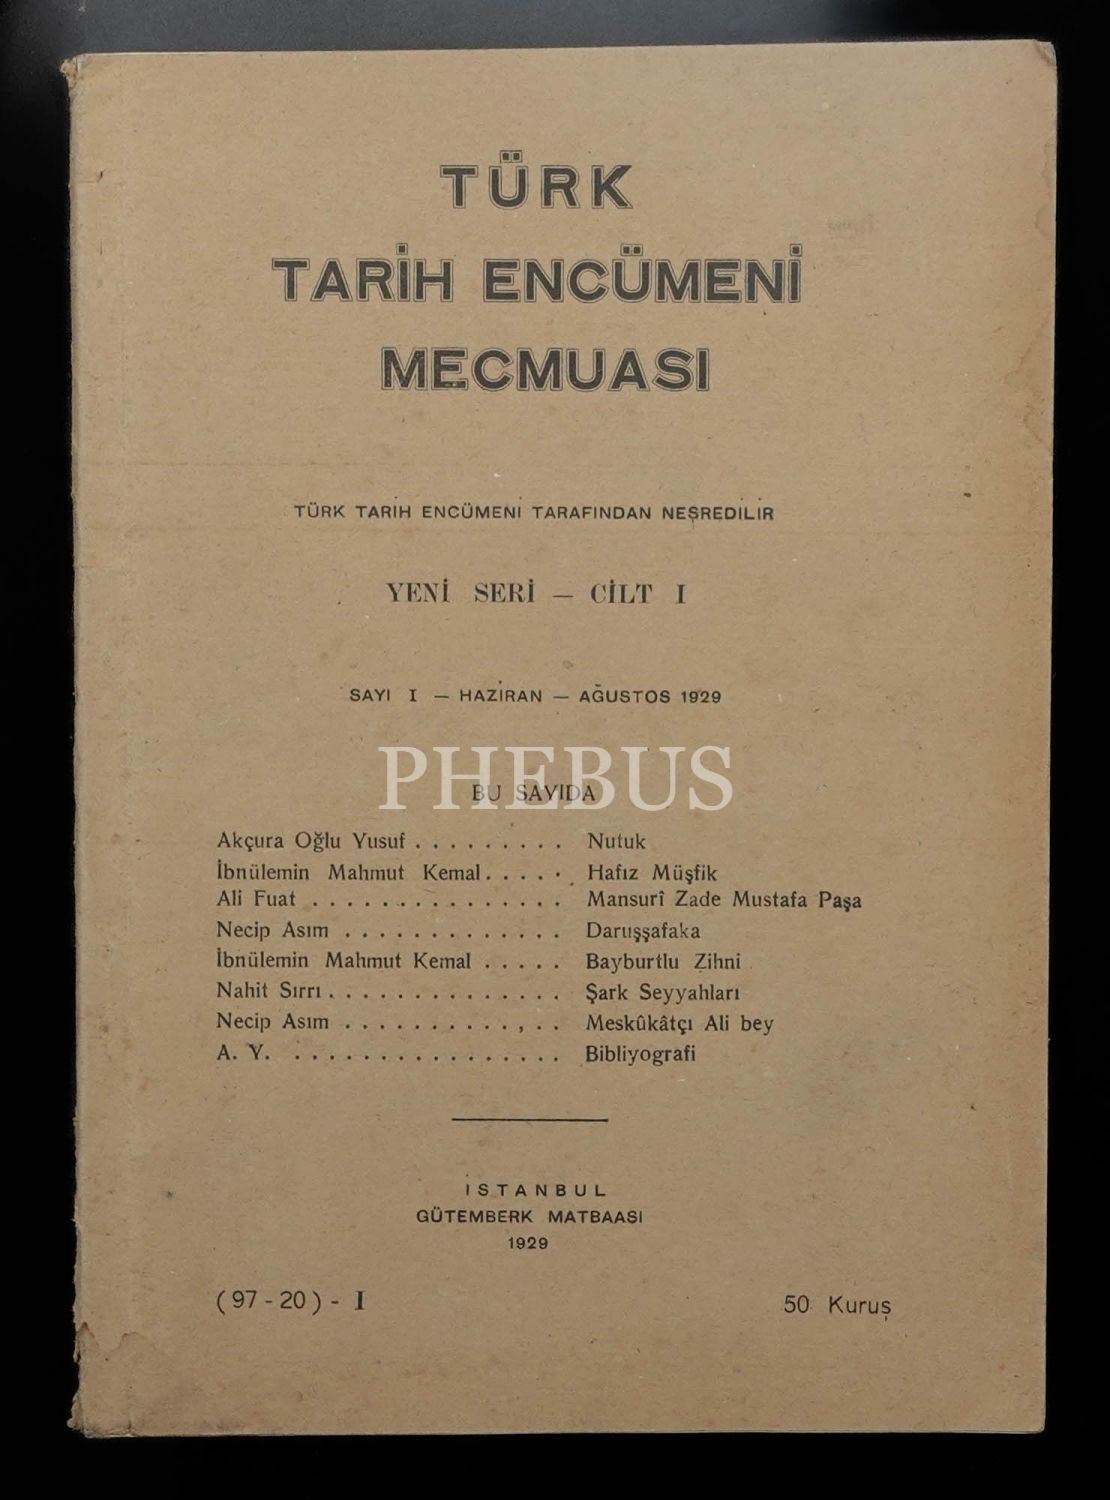 TÜRK
TARİH ENCÜMENİ
MECMUASI
TÜRK TARİH ENCÜMENİ TARAFINDAN NEŞREDİLİR
YENİ SERİ — CİLT I
SAYI I — HAZİRAN — AĞUSTOS 1929
PHEBUS
BU SAYIDA
Akçura Oğlu Yusuf . . . . . . . . . Nutuk
İbnülemin Mahmut Kemal . . . . . Hafız Müşfik
Ali Fuat . . . . . . . . . . . . . . . Mansurî Zade Mustafa Paşa
Necip Asım . . . . . . . . . . . . . Daruşşafaka
İbnülemin Mahmut Kemal . . . . . Bayburtlu Zihni
Nahit Sırrı . . . . . . . . . . . . . . Şark Seyyahları
Necip Asım . . . . . . . . . . . , . . Meskûkâtçı Ali bey
A. Y. . . . . . . . . . . . . . . . . Bibliyografi
İSTANBUL
GÜTEMBERK MATBAASI
1929
(97-20) - I
50 Kuruş